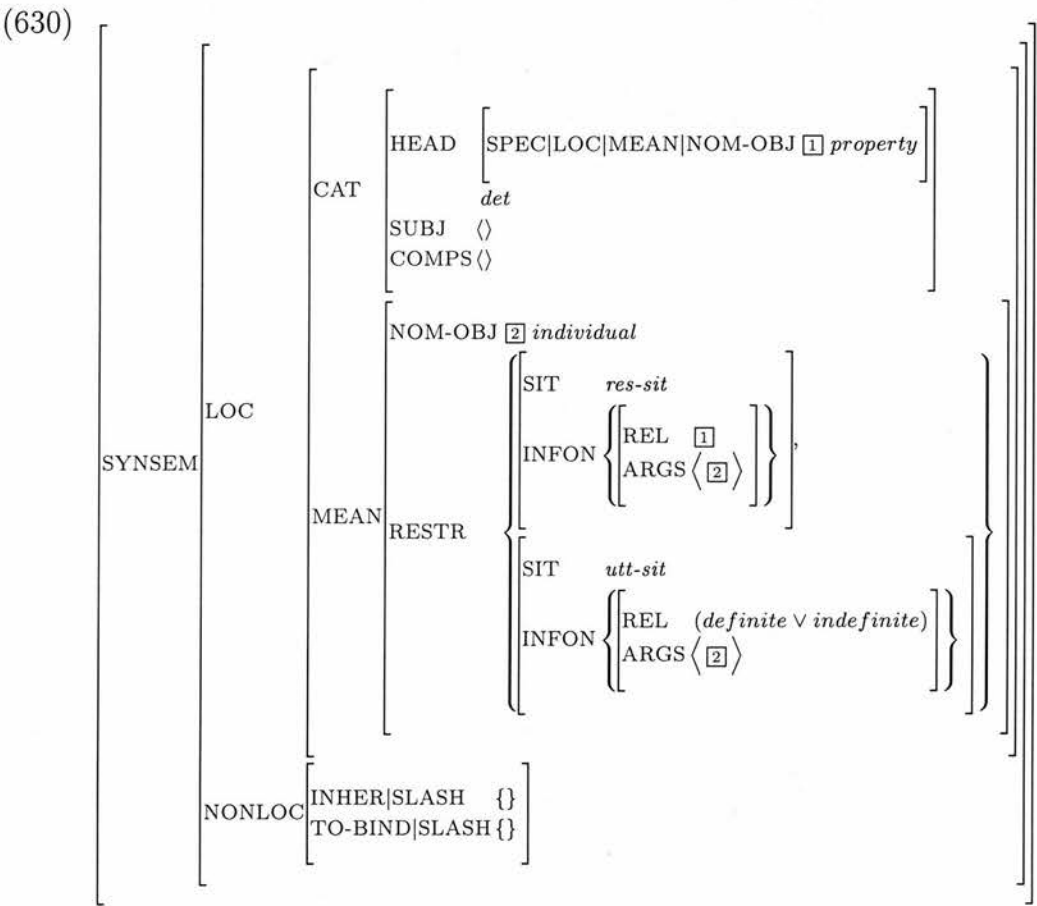 (630)
HEAD [SPEC|LOC|MEAN|NOM-OBJ [1] property]
CAT
det
SUBJ ⟨⟩
COMPS ⟨⟩
NOM-OBJ [2] individual
SIT res-sit
LOC
REL [1]
INFON
,
ARGS ⟨[2]⟩
SYNSEM
MEAN
RESTR
SIT utt-sit
REL (definite ∨ indefinite)
INFON
ARGS ⟨[2]⟩
INHER|SLASH {}
NONLOC
TO-BIND|SLASH {}